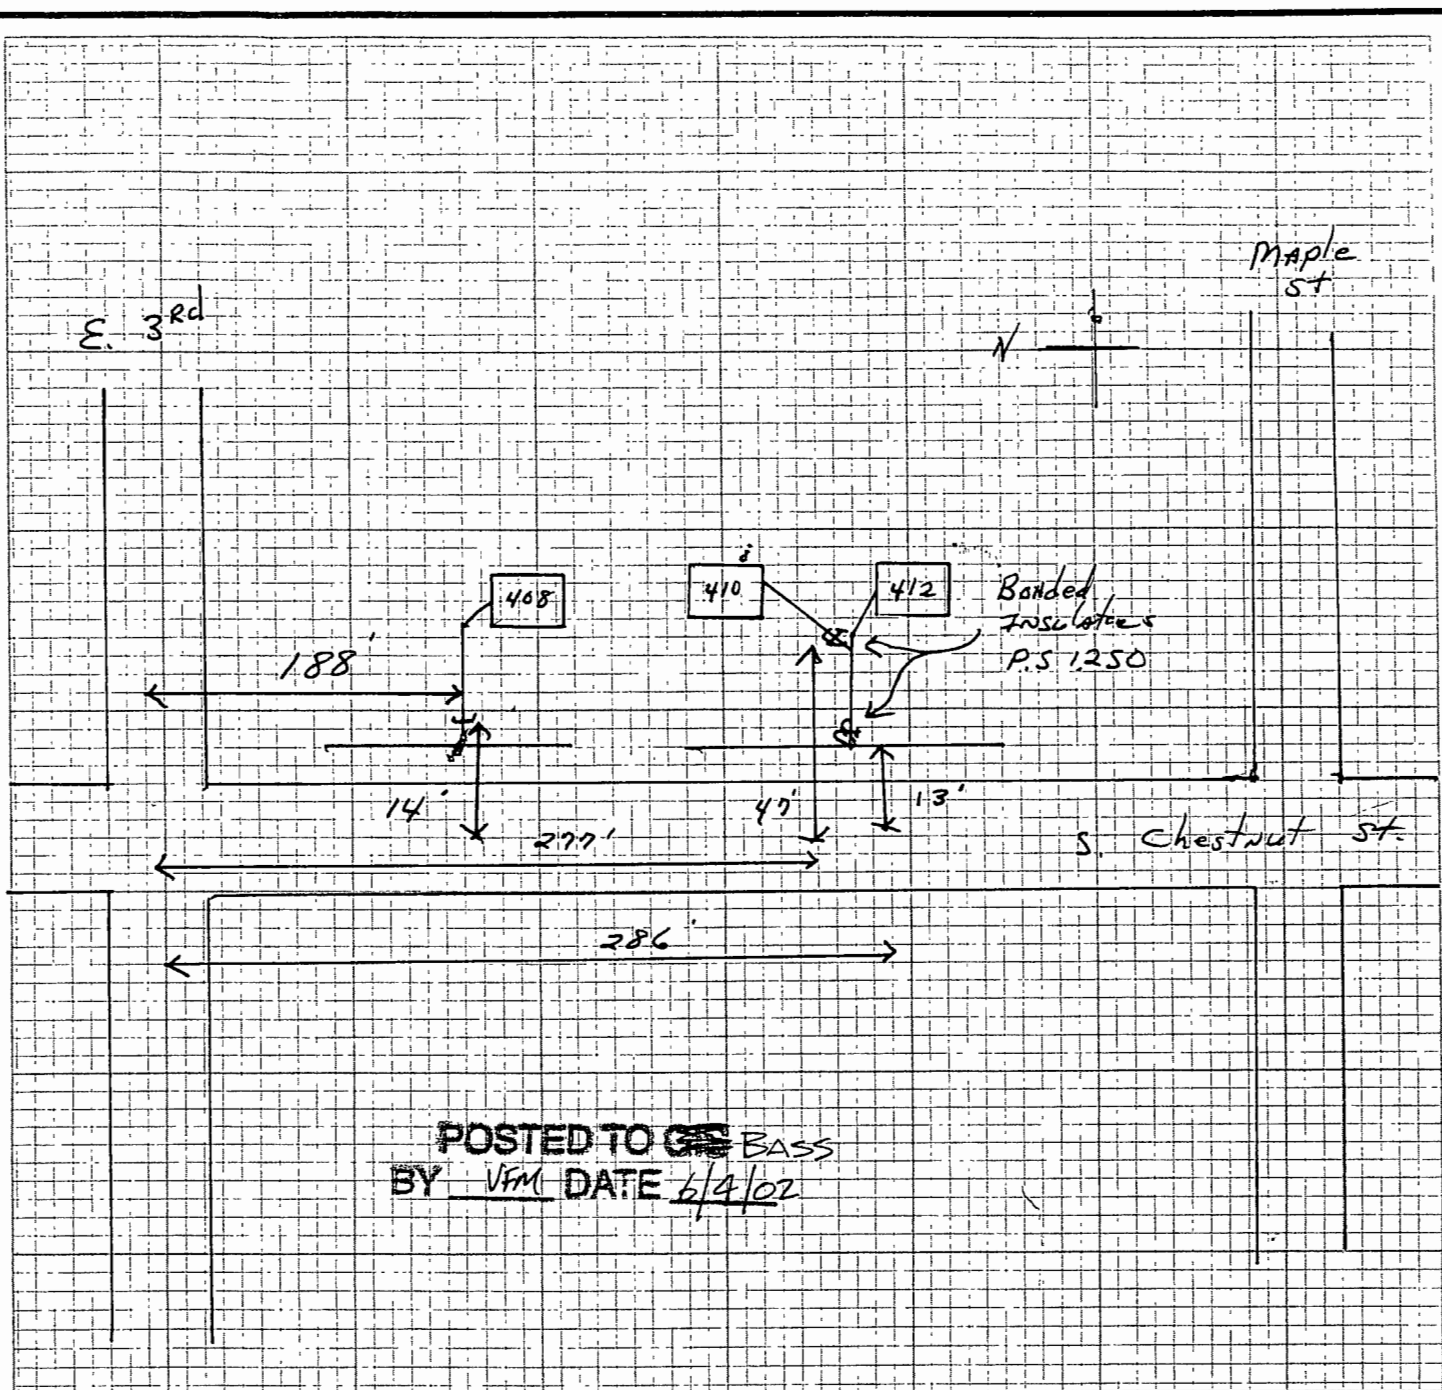 E. 3Rd
Maple
St
N
408
410
412
Bonded
Insulators
P.S 1250
188'
14'
47'
13'
277'
S. Chestnut St.
286'
POSTED TO BASS
BY VFM DATE 6/4/02